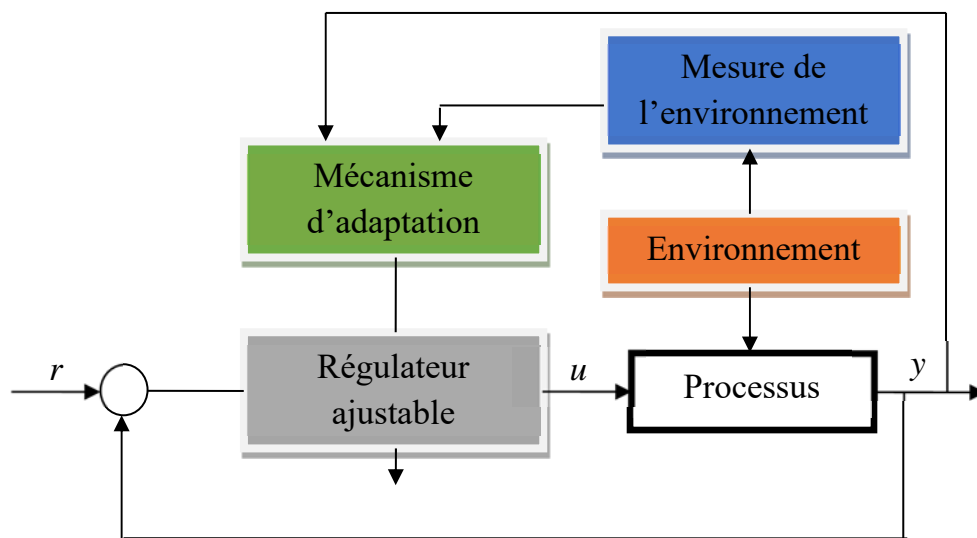 Mesure de
l’environnement
Mécanisme
d’adaptation
Environnement
r
Régulateur
ajustable
u
Processus
y